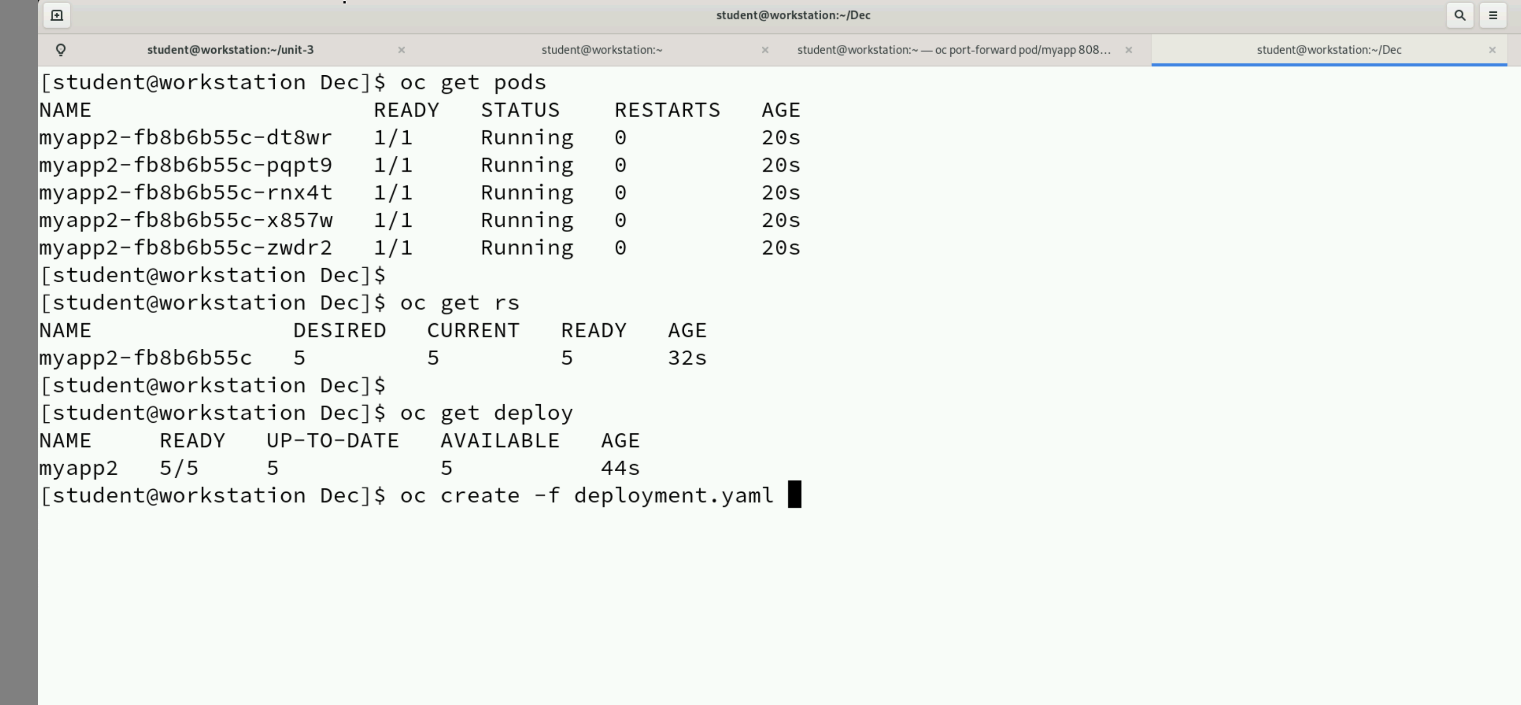 student@workstation:~/Dec
student@workstation:~/unit-3 student@workstation:~ student@workstation:~ — oc port-forward pod/myapp 808… student@workstation:~/Dec
[student@workstation Dec]$ oc get pods
NAME                     READY   STATUS    RESTARTS   AGE
myapp2-fb8b6b55c-dt8wr   1/1     Running   0          20s
myapp2-fb8b6b55c-pqpt9   1/1     Running   0          20s
myapp2-fb8b6b55c-rnx4t   1/1     Running   0          20s
myapp2-fb8b6b55c-x857w   1/1     Running   0          20s
myapp2-fb8b6b55c-zwdr2   1/1     Running   0          20s
[student@workstation Dec]$
[student@workstation Dec]$ oc get rs
NAME               DESIRED   CURRENT   READY   AGE
myapp2-fb8b6b55c   5         5         5       32s
[student@workstation Dec]$
[student@workstation Dec]$ oc get deploy
NAME     READY   UP-TO-DATE   AVAILABLE   AGE
myapp2   5/5     5            5           44s
[student@workstation Dec]$ oc create -f deployment.yaml